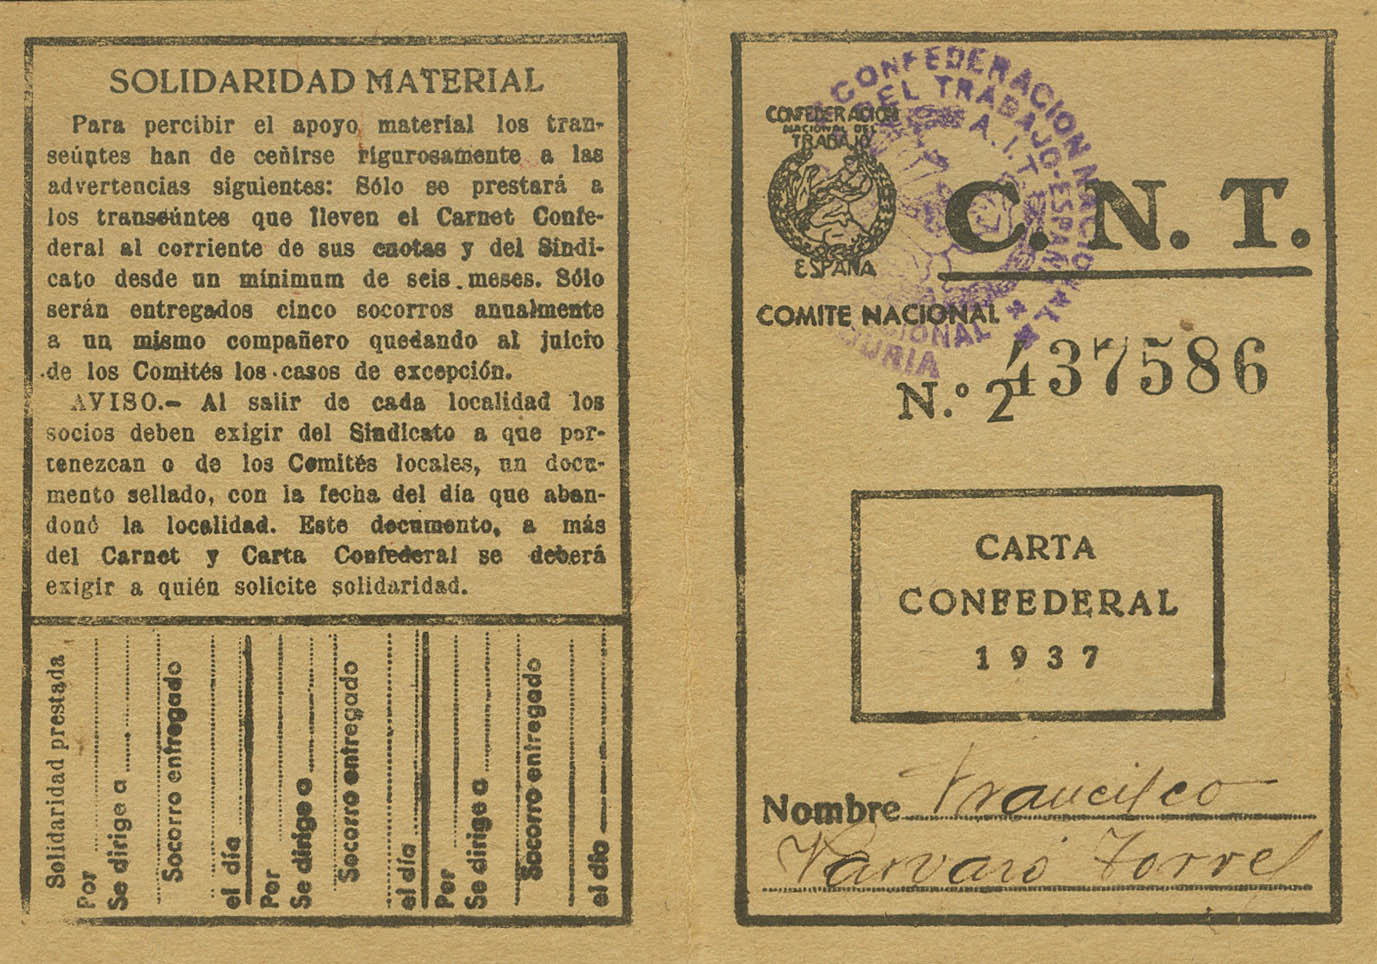 SOLIDARIDAD MATERIAL
Para percibir el apoyo material los tran-
seúntes han de ceñirse rigurosamente a las
advertencias siguientes: Sólo se prestará a
los transeúntes que lleven el Carnet Confe-
deral al corriente de sus cuotas y del Sindi-
cato desde un mínimum de seis meses. Sólo
serán entregados cinco socorros anualmente
a un mismo compañero quedando al juicio
de los Comités los casos de excepción.
AVISO.- Al salir de cada localidad los
socios deben exigir del Sindicato a que per-
tenezcan o de los Comités locales, un docu-
mento sellado, con la fecha del día que aban-
donó la localidad. Este documento, a más
del Carnet y Carta Confederal se deberá
exigir a quién solicite solidaridad.
Solidaridad prestada
Por
Se dirige a
Socorro entregado
el día
Por
Se dirige a
Socorro entregado
el día
Por
Se dirige a
Socorro entregado
el día
CONFEDERACION NACIONAL
DEL TRABAJO-ESPAÑA
A. I. T.
CONFEDERACION
NACIONAL DEL
TRABAJO
ESPAÑA
C. N. T.
COMITE NACIONAL
N.º 2437586
CARTA
CONFEDERAL
1937
Nombre Francisco
Varvaró Torrel